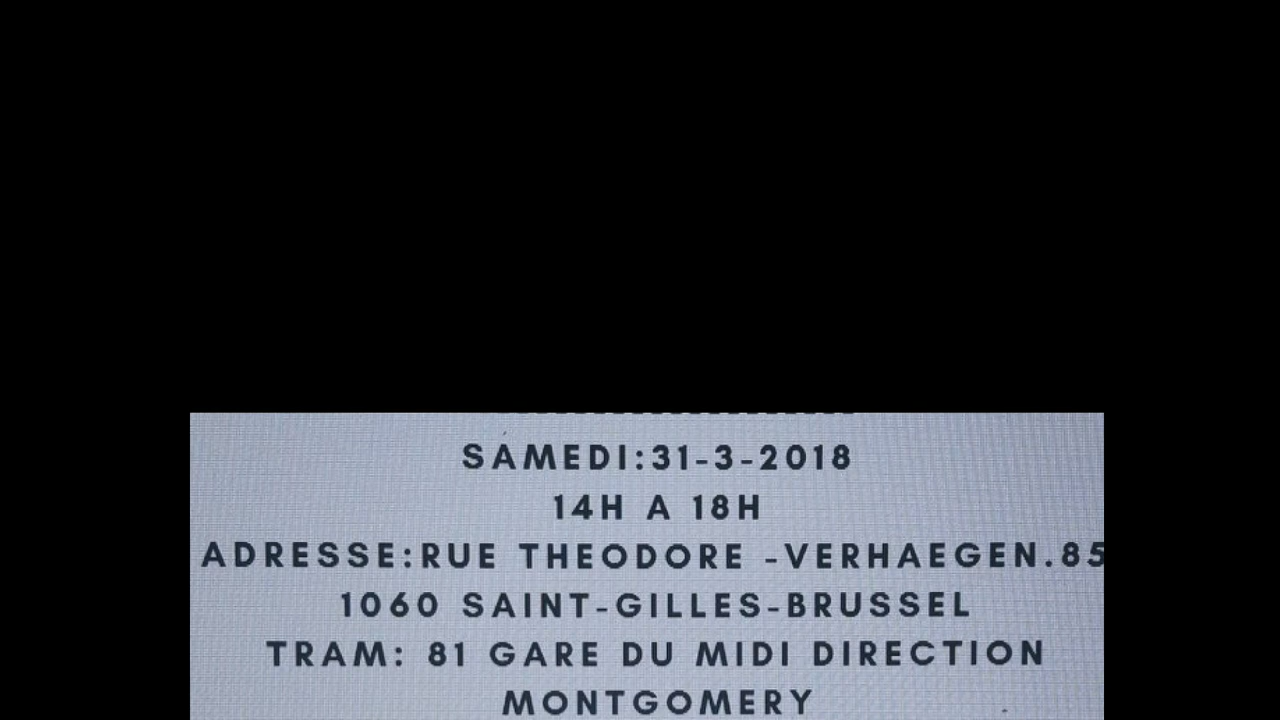 SAMEDI:31-3-2018
14H A 18H
ADRESSE:RUE THEODORE -VERHAEGEN.85
1060 SAINT-GILLES-BRUSSEL
TRAM: 81 GARE DU MIDI DIRECTION
MONTGOMERY